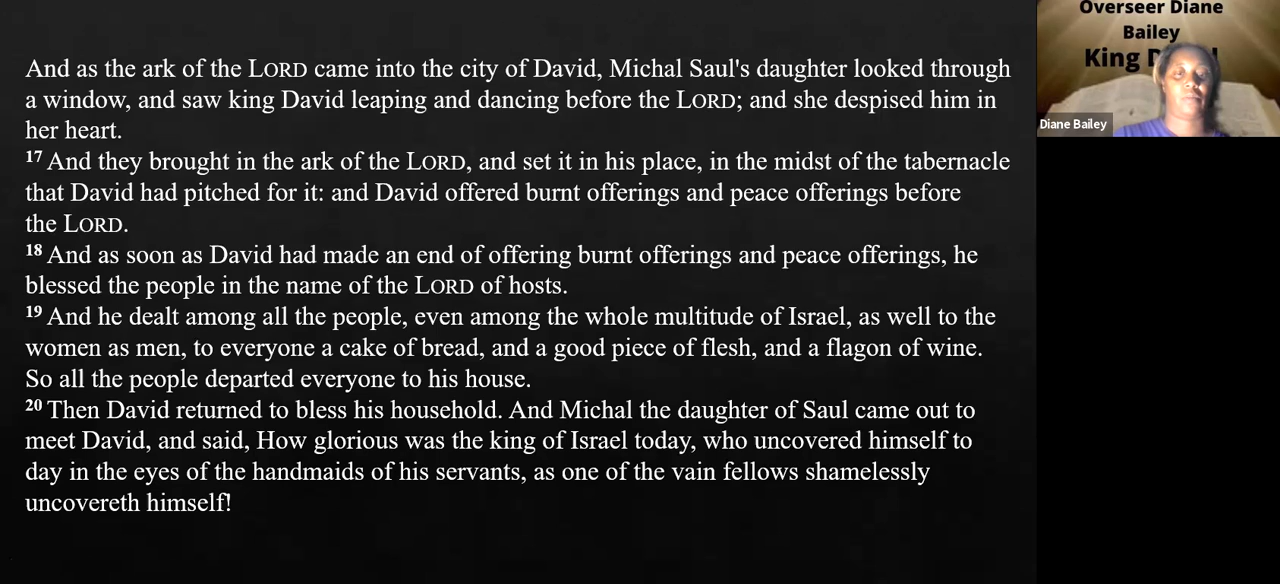 And as the ark of the LORD came into the city of David, Michal Saul's daughter looked through
a window, and saw king David leaping and dancing before the LORD; and she despised him in
her heart.
17 And they brought in the ark of the LORD, and set it in his place, in the midst of the tabernacle
that David had pitched for it: and David offered burnt offerings and peace offerings before
the LORD.
18 And as soon as David had made an end of offering burnt offerings and peace offerings, he
blessed the people in the name of the LORD of hosts.
19 And he dealt among all the people, even among the whole multitude of Israel, as well to the
women as men, to everyone a cake of bread, and a good piece of flesh, and a flagon of wine.
So all the people departed everyone to his house.
20 Then David returned to bless his household. And Michal the daughter of Saul came out to
meet David, and said, How glorious was the king of Israel today, who uncovered himself to
day in the eyes of the handmaids of his servants, as one of the vain fellows shamelessly
uncovereth himself!
Overseer Diane
Bailey
King
Diane Bailey